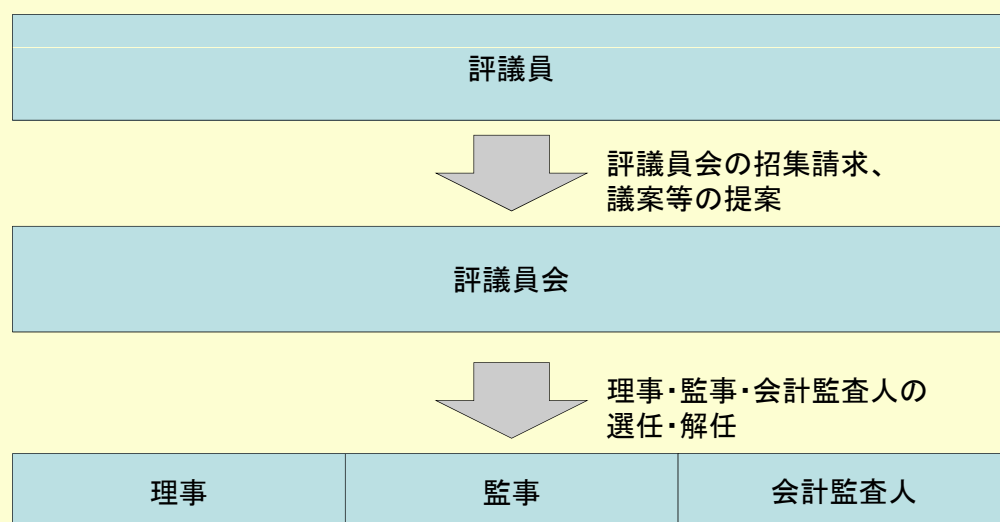 評議員
評議員会の招集請求、
議案等の提案
評議員会
理事・監事・会計監査人の
選任・解任
理事
監事
会計監査人